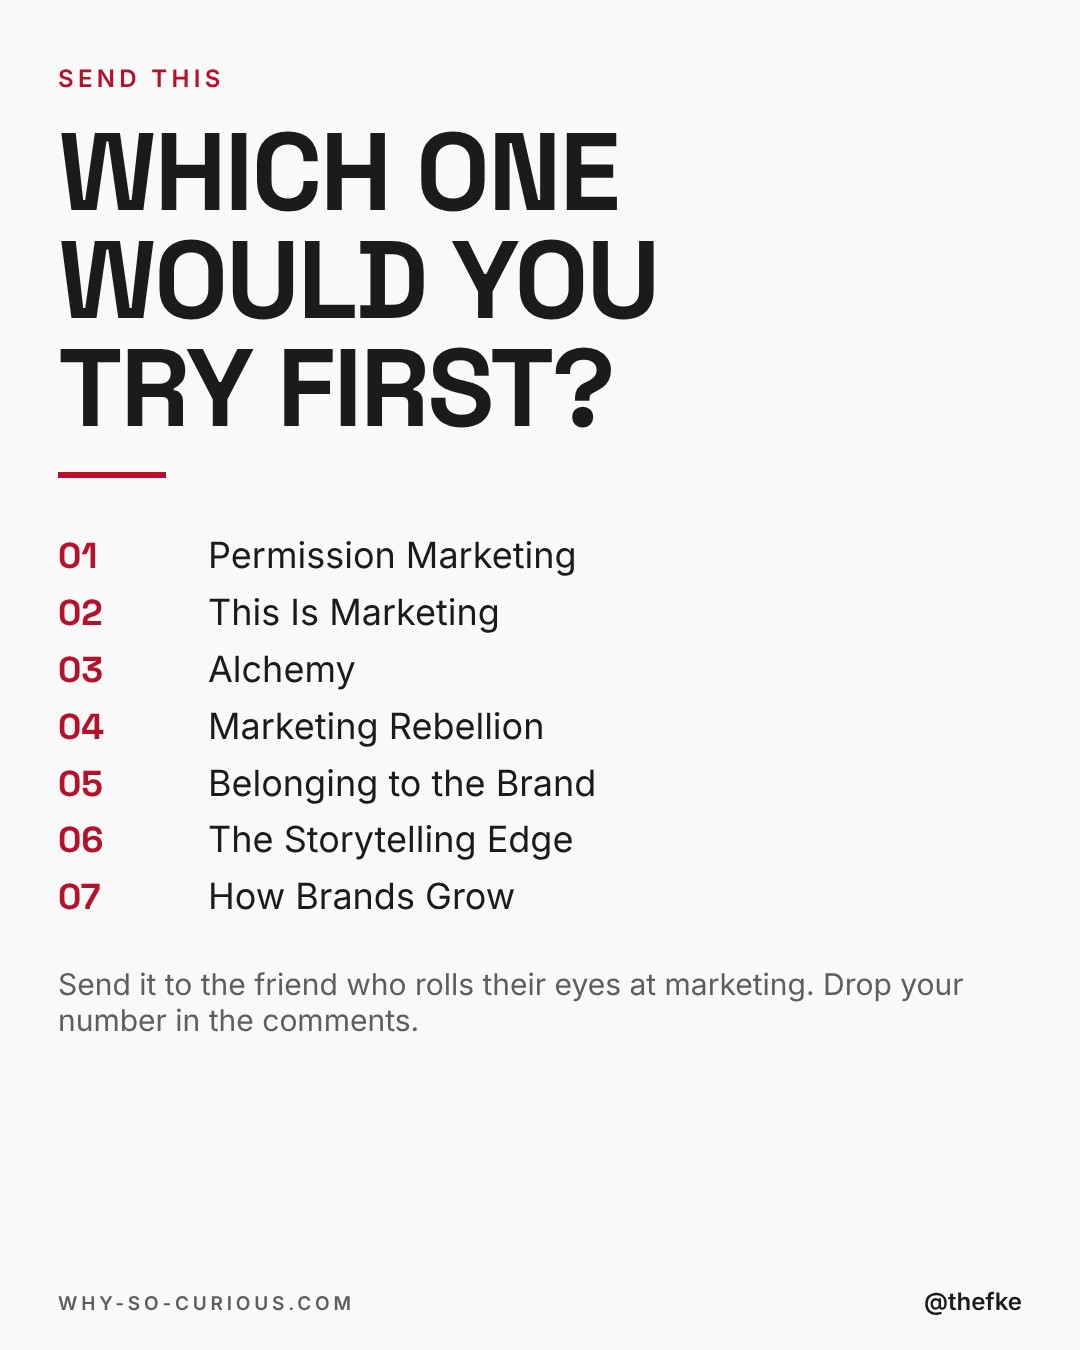 SEND THIS
WHICH ONE
WOULD YOU
TRY FIRST?
01 Permission Marketing
02 This Is Marketing
03 Alchemy
04 Marketing Rebellion
05 Belonging to the Brand
06 The Storytelling Edge
07 How Brands Grow
Send it to the friend who rolls their eyes at marketing. Drop your
number in the comments.
WHY-SO-CURIOUS.COM
@thefke